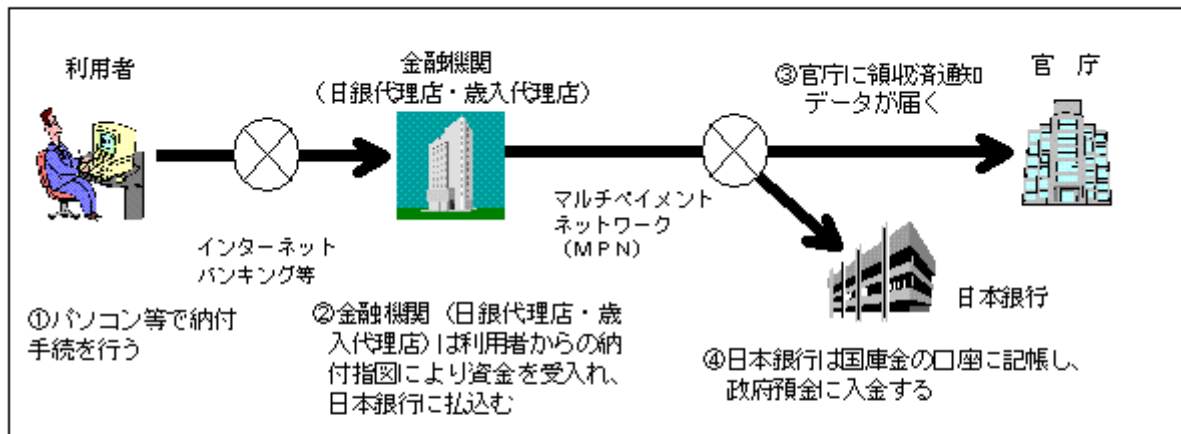 利用者
金融機関
（日銀代理店・歳入代理店）
③官庁に領収済通知
データが届く
官　庁
インターネット
バンキング等
マルチペイメント
ネットワーク
（ＭＰＮ）
日本銀行
①パソコン等で納付
手続を行う
②金融機関（日銀代理店・歳
入代理店）は利用者からの納
付指図により資金を受入れ、
日本銀行に払込む
④日本銀行は国庫金の口座に記帳し、
政府預金に入金する